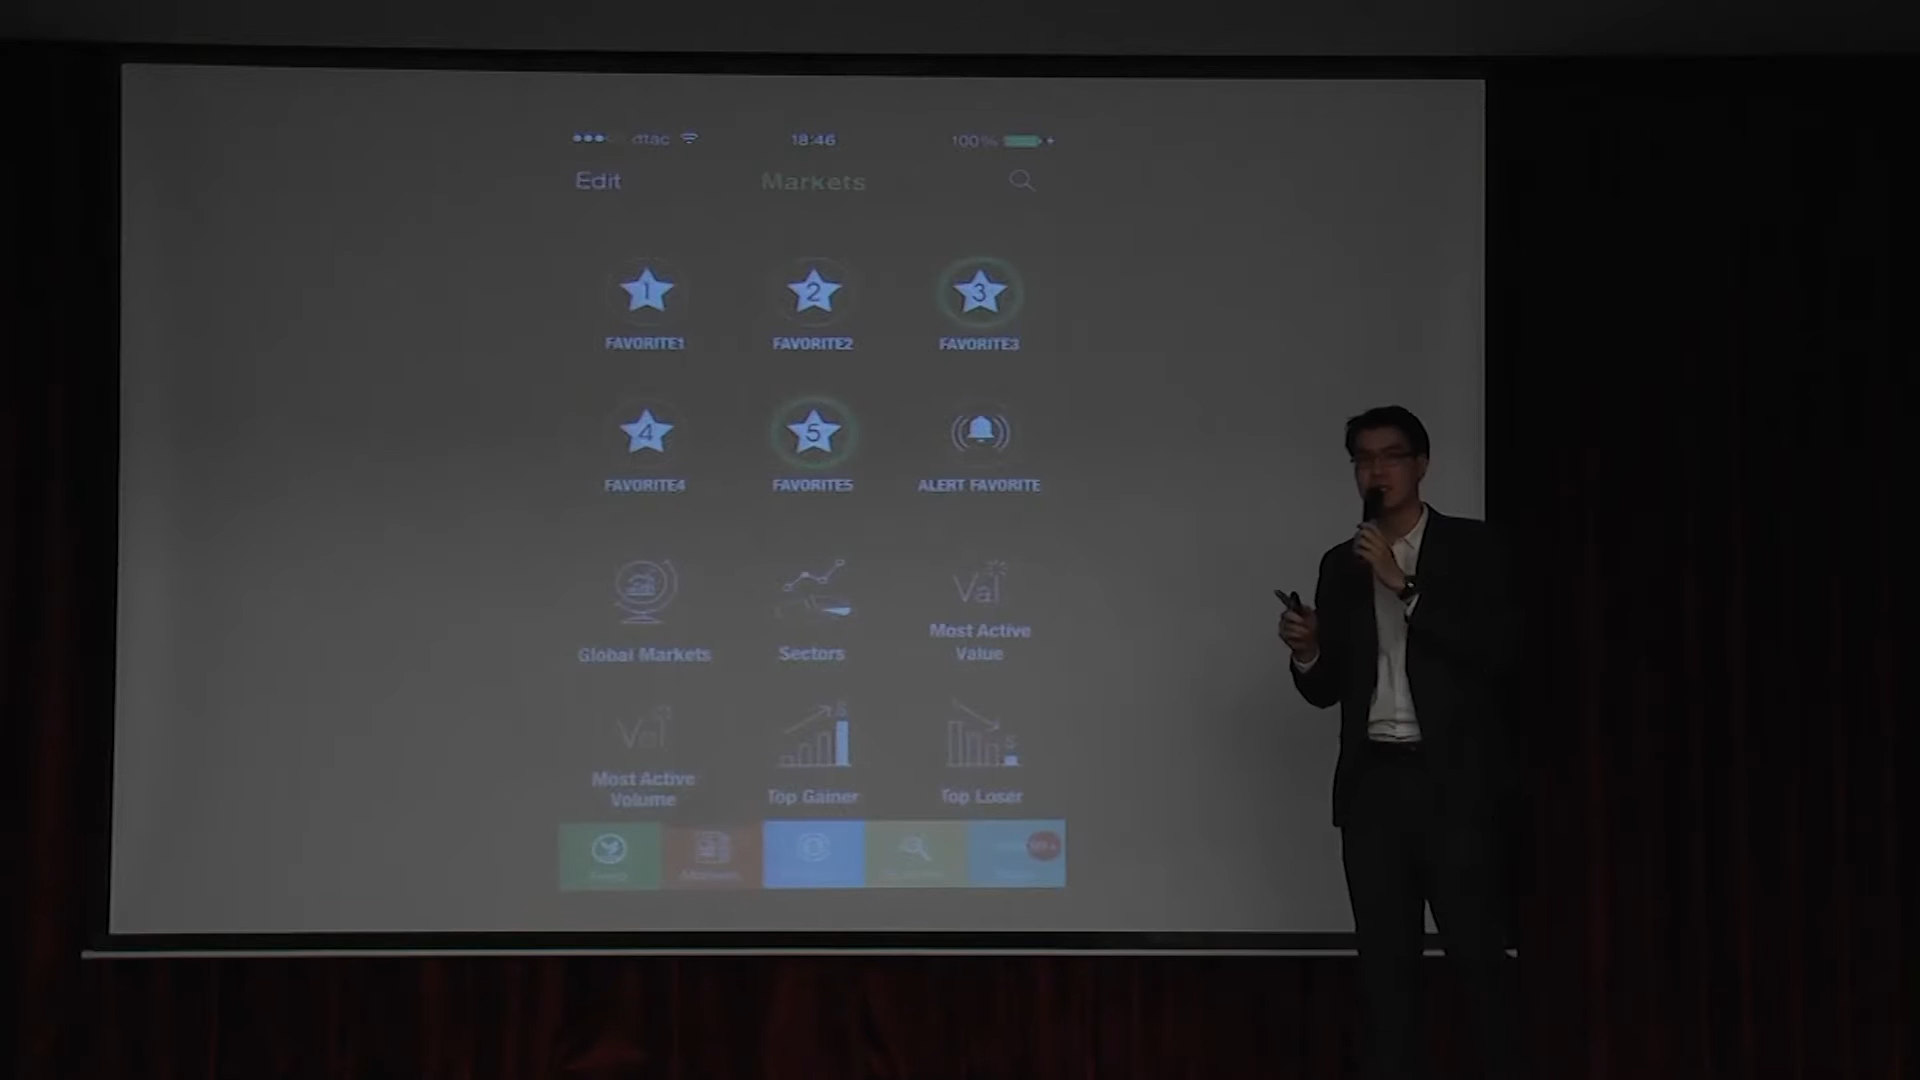 dtac 18:46 100%
Edit Markets
1 2 3
FAVORITE1 FAVORITE2 FAVORITE3
4 5
FAVORITE4 FAVORITE5 ALERT FAVORITE
Val
Global Markets Sectors Most Active
Value
Val
Most Active Top Gainer Top Loser
Volume